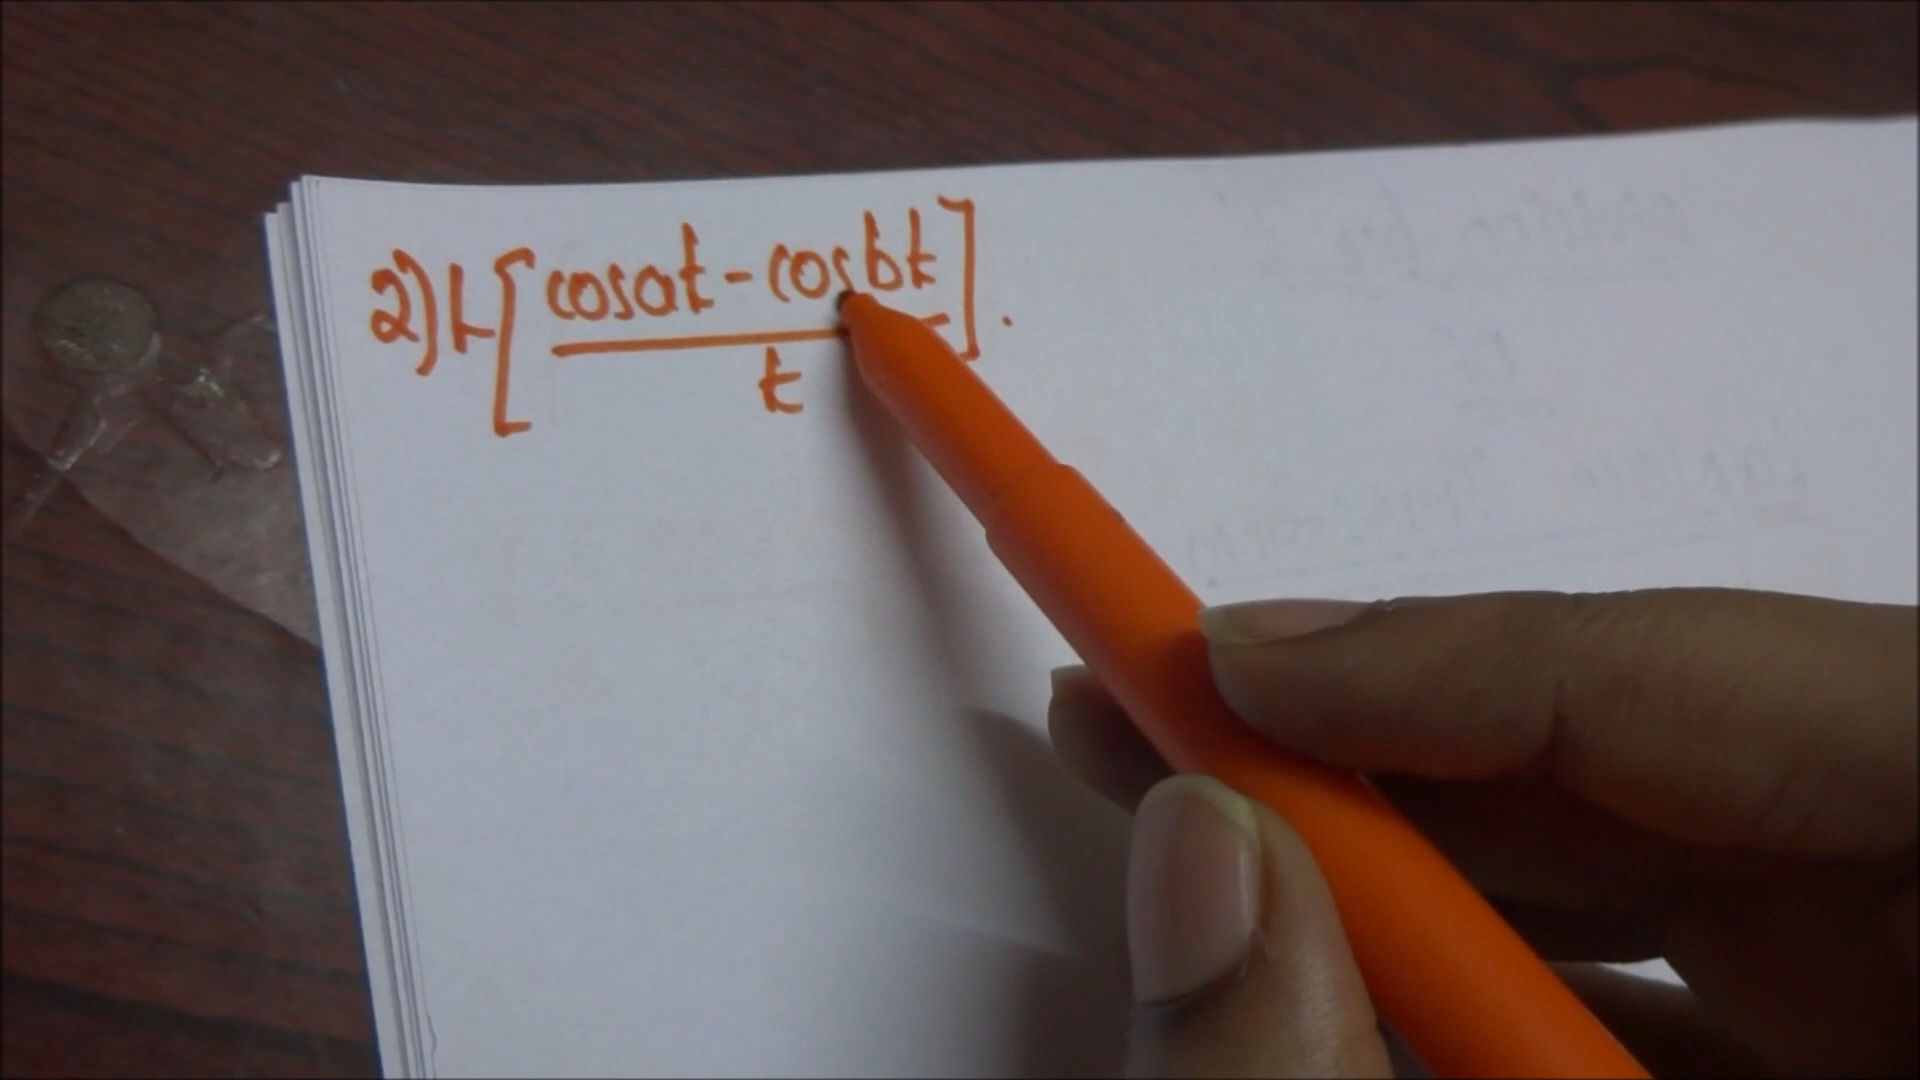 2) L[(cosat - cosbt)/t].